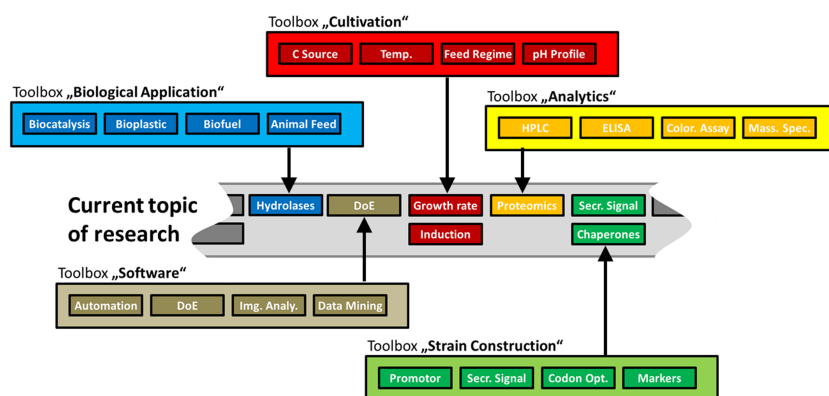 Toolbox „Cultivation“
C Source Temp. Feed Regime pH Profile
Toolbox „Biological Application“
Biocatalysis Bioplastic Biofuel Animal Feed
Toolbox „Analytics“
HPLC ELISA Color. Assay Mass. Spec.
Current topic
of research
Hydrolases DoE Growth rate Proteomics Secr. Signal
Induction Chaperones
Toolbox „Software“
Automation DoE Img. Analy. Data Mining
Toolbox „Strain Construction“
Promotor Secr. Signal Codon Opt. Markers